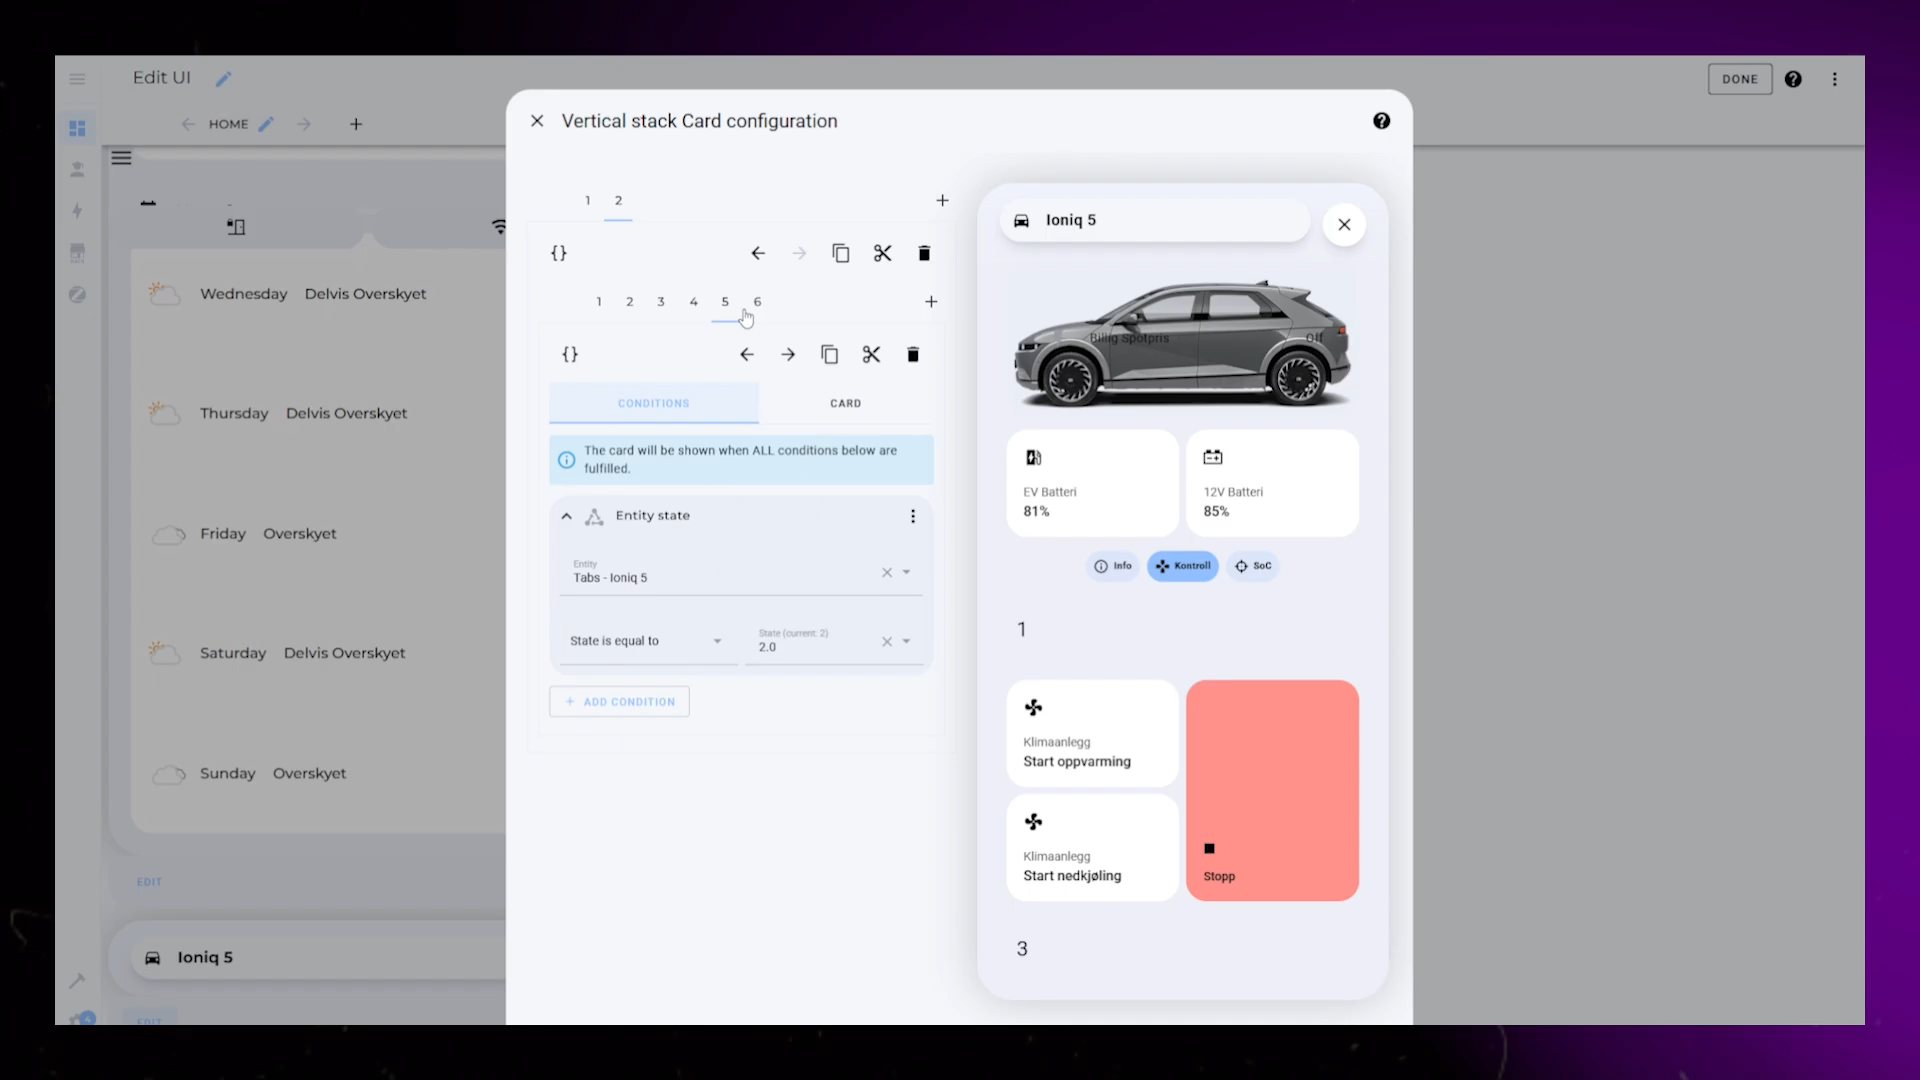 Edit UI
DONE
HOME
Vertical stack Card configuration
1 2
1 2 3 4 5 6
CONDITIONS
CARD
The card will be shown when ALL conditions below are
fulfilled.
Entity state
Entity
Tabs - Ioniq 5
State is equal to
State (current: 2)
2.0
ADD CONDITION
Ioniq 5
Billig Spotpris
Off
EV Batteri
81%
12V Batteri
85%
Info
Kontroll
SoC
1
Klimaanlegg
Start oppvarming
Klimaanlegg
Start nedkjøling
Stopp
3
Wednesday Delvis Overskyet
Thursday Delvis Overskyet
Friday Overskyet
Saturday Delvis Overskyet
Sunday Overskyet
EDIT
Ioniq 5
EDIT